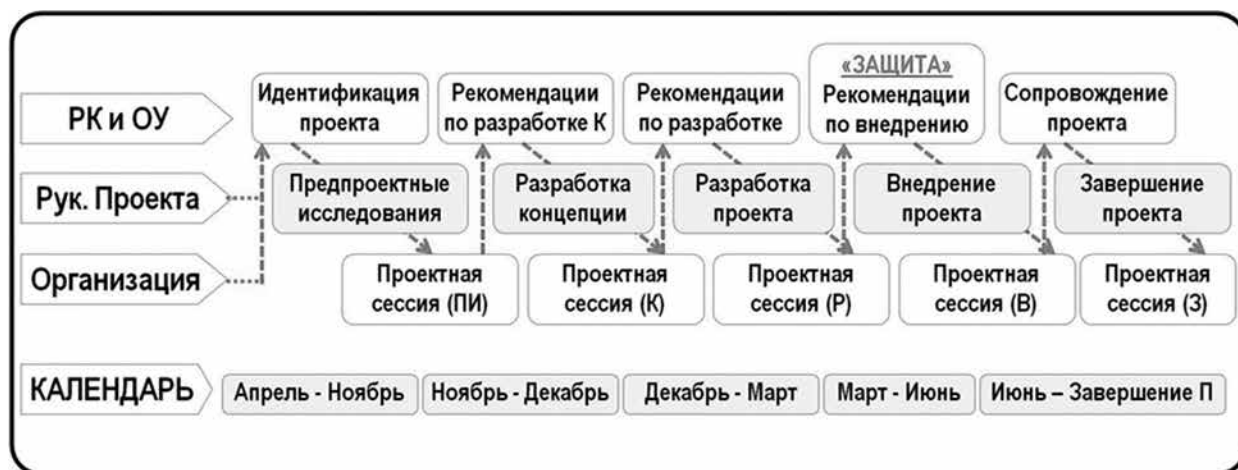 «ЗАЩИТА»
РК и ОУ
Идентификация
проекта
Рекомендации
по разработке К
Рекомендации
по разработке
Рекомендации
по внедрению
Сопровождение
проекта
Рук. Проекта
Предпроектные
исследования
Разработка
концепции
Разработка
проекта
Внедрение
проекта
Завершение
проекта
Организация
Проектная
сессия (ПИ)
Проектная
сессия (К)
Проектная
сессия (Р)
Проектная
сессия (В)
Проектная
сессия (З)
КАЛЕНДАРЬ
Апрель - Ноябрь
Ноябрь - Декабрь
Декабрь - Март
Март - Июнь
Июнь – Завершение П